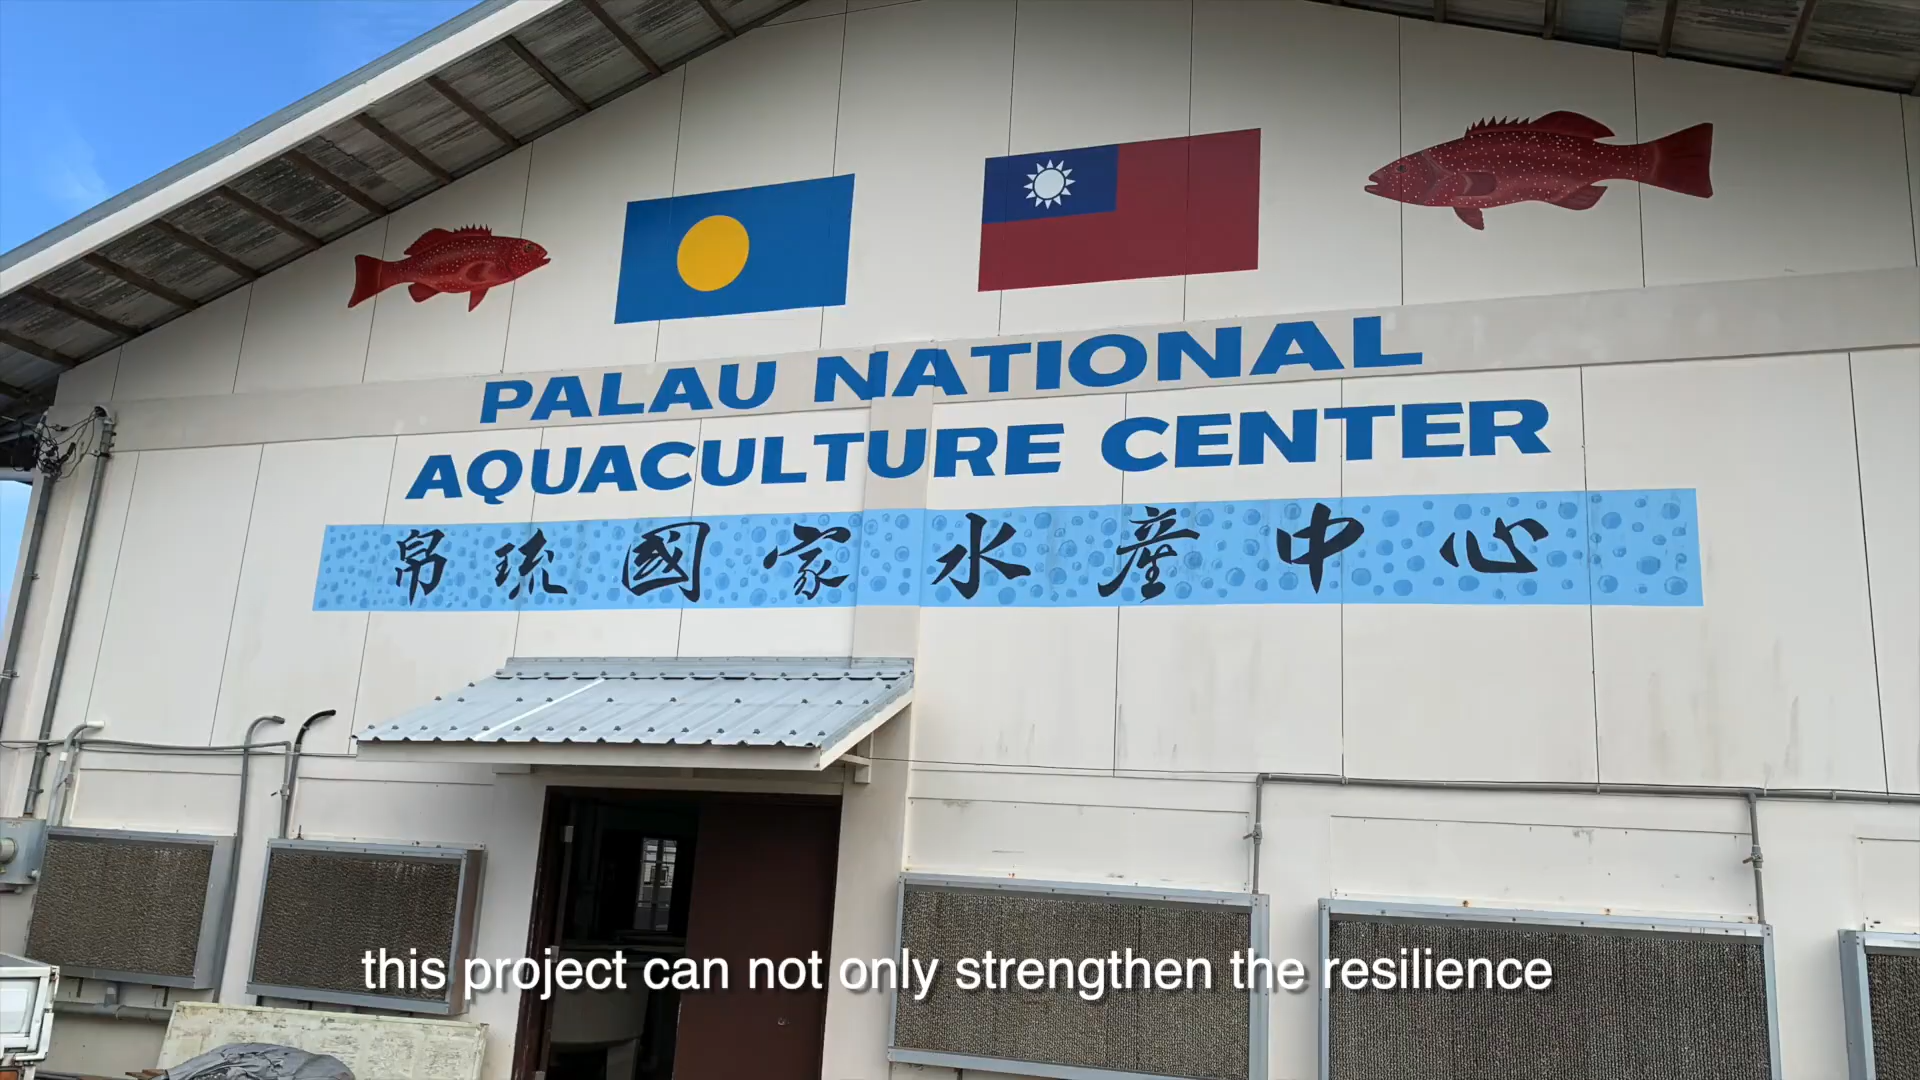 PALAU NATIONAL
AQUACULTURE CENTER
帛琉國家水產中心
this project can not only strengthen the resilience